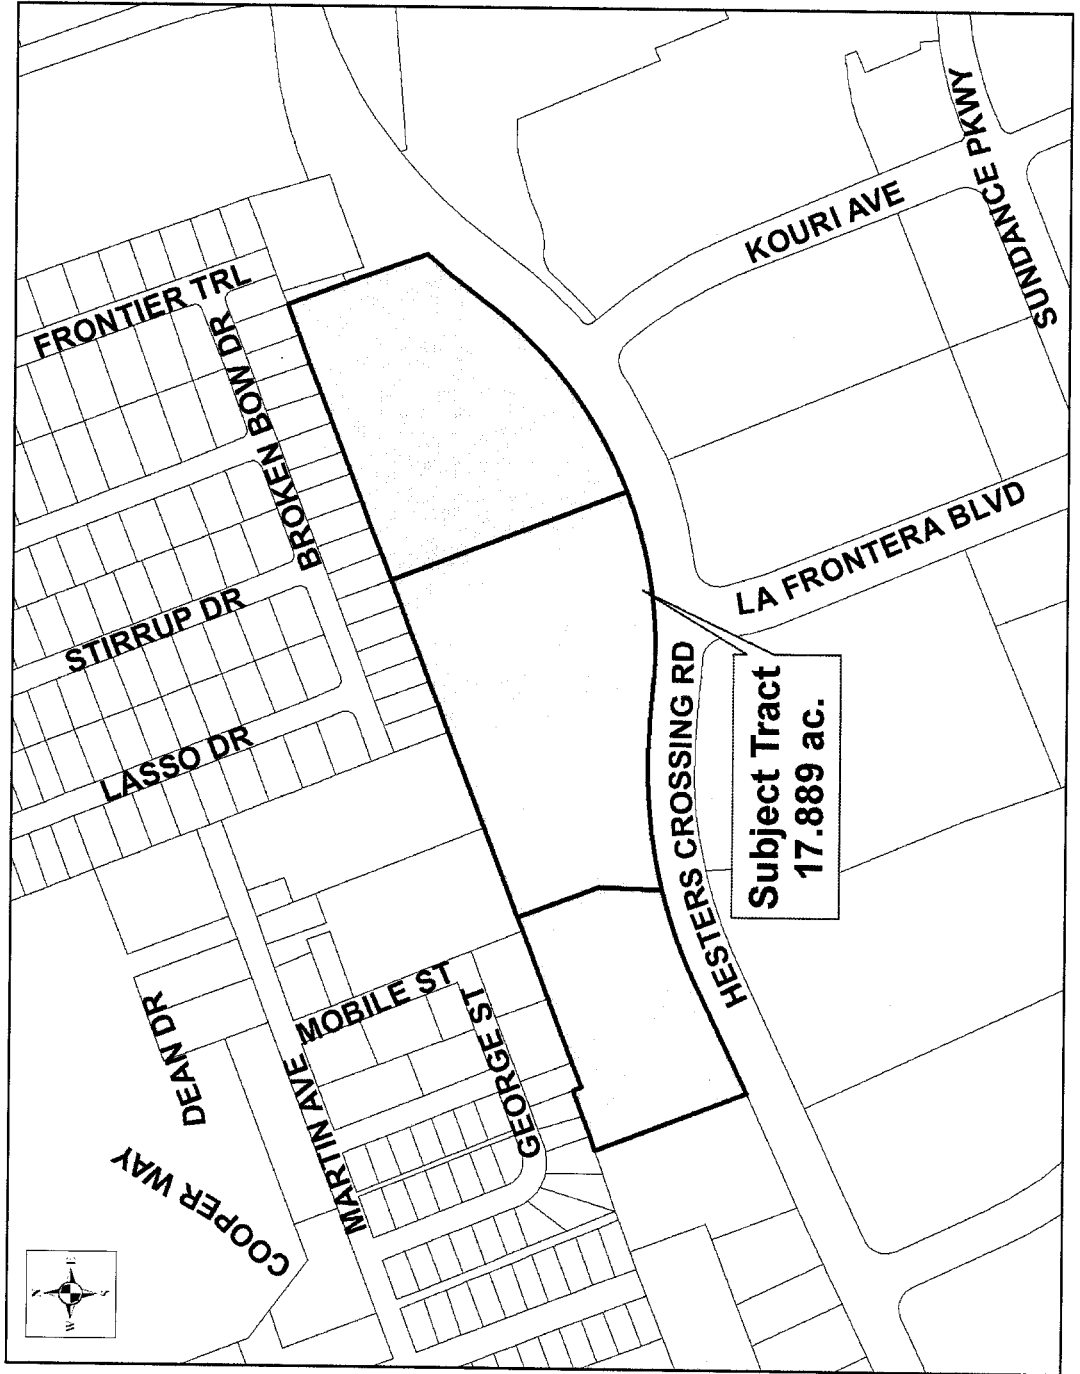 FRONTIER TRL
BROKEN BOW DR
STIRRUP DR
LASSO DR
KOURI AVE
SUNDANCE PKWY
LA FRONTERA BLVD
HESTERS CROSSING RD
Subject Tract
17.889 ac.
DEAN DR
MOBILE ST
MARTIN AVE
GEORGE ST
COOPER WAY
N
W
E
S